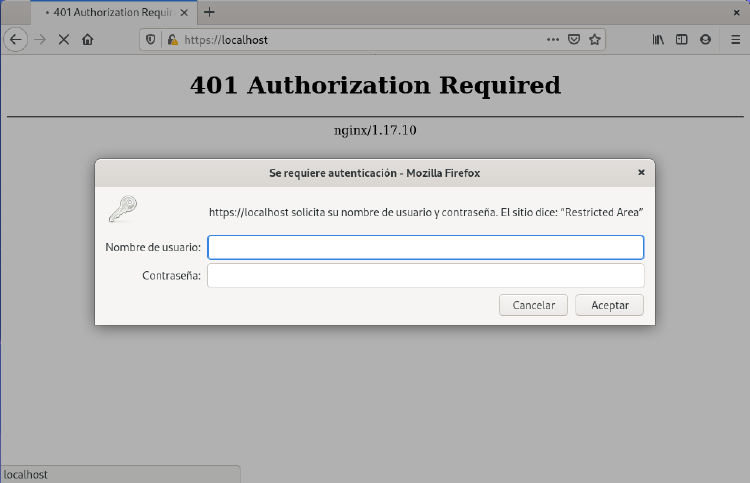 401 Authorization Requir
https://localhost
401 Authorization Required
nginx/1.17.10
Se requiere autenticación - Mozilla Firefox
https://localhost solicita su nombre de usuario y contraseña. El sitio dice: “Restricted Area”
Nombre de usuario:
Contraseña:
Cancelar Aceptar
localhost